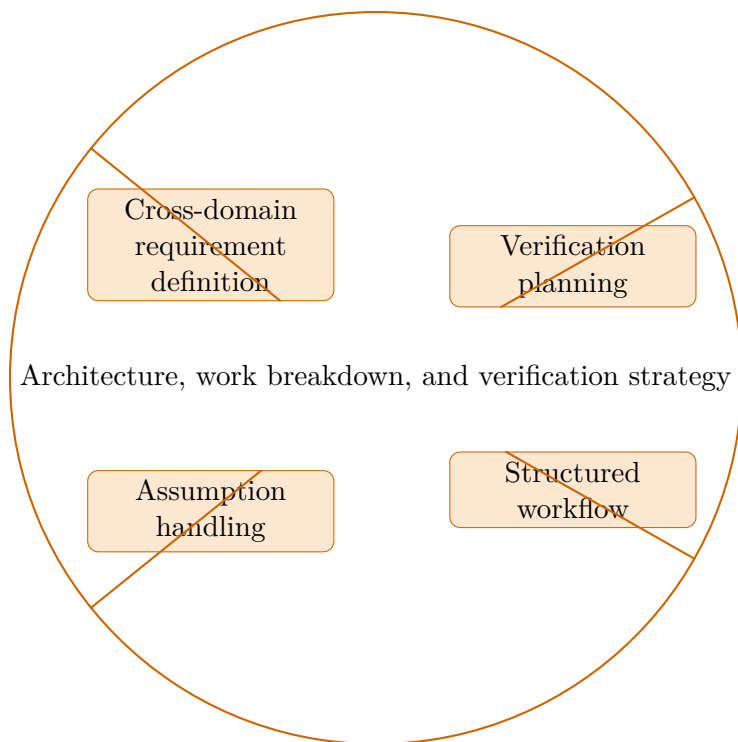 Cross-domain
requirement
definition
Verification
planning
Architecture, work breakdown, and verification strategy
Assumption
handling
Structured
workflow